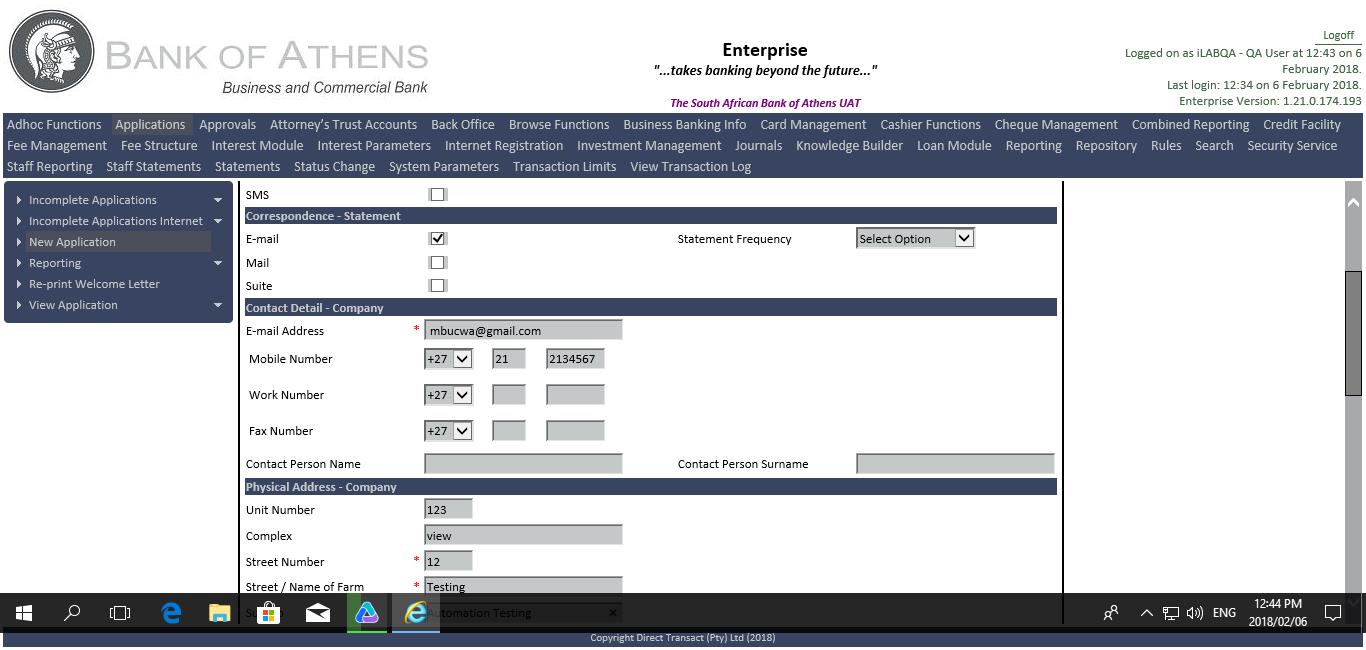 BANK OF ATHENS
Business and Commercial Bank
Enterprise
"...takes banking beyond the future..."
The South African Bank of Athens UAT
Logoff
Logged on as iLABQA - QA User at 12:43 on 6
February 2018.
Last login: 12:34 on 6 February 2018.
Enterprise Version: 1.21.0.174.193
Adhoc Functions Applications Approvals Attorney's Trust Accounts Back Office Browse Functions Business Banking Info Card Management Cashier Functions Cheque Management Combined Reporting Credit Facility
Fee Management Fee Structure Interest Module Interest Parameters Internet Registration Investment Management Journals Knowledge Builder Loan Module Reporting Repository Rules Search Security Service
Staff Reporting Staff Statements Statements Status Change System Parameters Transaction Limits View Transaction Log
Incomplete Applications
Incomplete Applications Internet
New Application
Reporting
Re-print Welcome Letter
View Application
SMS
Correspondence - Statement
E-mail Statement Frequency Select Option
Mail
Suite
Contact Detail - Company
E-mail Address * mbucwa@gmail.com
Mobile Number +27 21 2134567
Work Number +27
Fax Number +27
Contact Person Name Contact Person Surname
Physical Address - Company
Unit Number 123
Complex view
Street Number * 12
Street / Name of Farm * Testing
Automation Testing
ENG
12:44 PM
2018/02/06
Copyright Direct Transact (Pty) Ltd (2018)